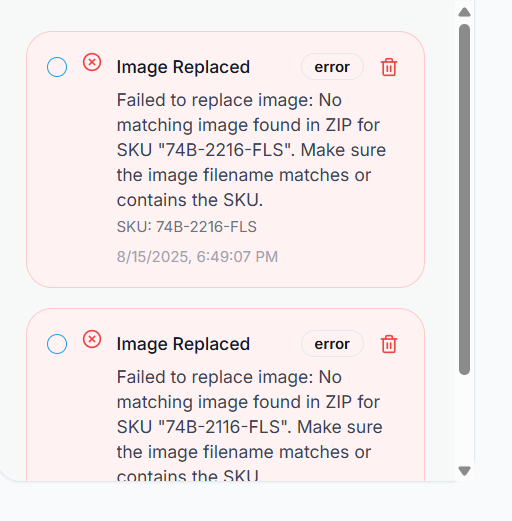 Image Replaced error
Failed to replace image: No
matching image found in ZIP for
SKU "74B-2216-FLS". Make sure
the image filename matches or
contains the SKU.
SKU: 74B-2216-FLS
8/15/2025, 6:49:07 PM
Image Replaced error
Failed to replace image: No
matching image found in ZIP for
SKU "74B-2116-FLS". Make sure
the image filename matches or
contains the SKU.